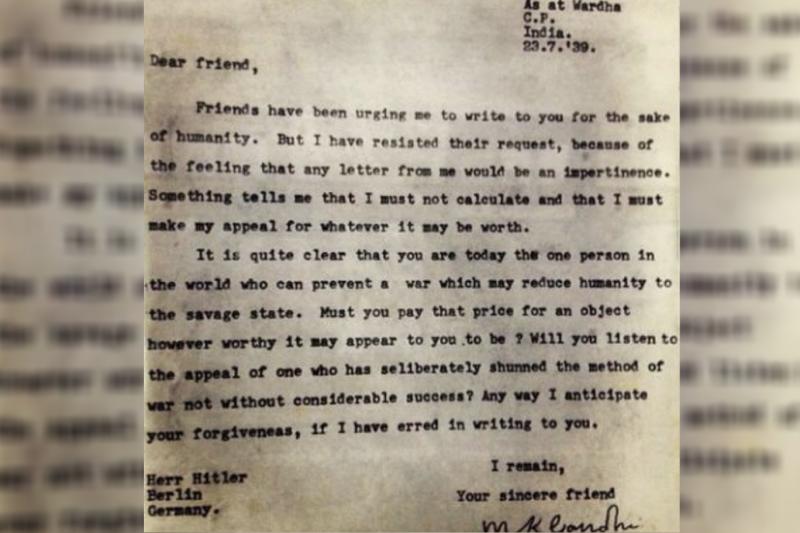 As at Wardha
C.P.
India.
23.7.'39.
Dear friend,
Friends have been urging me to write to you for the sake
of humanity. But I have resisted their request, because of
the feeling that any letter from me would be an impertinence.
Something tells me that I must not calculate and that I must
make my appeal for whatever it may be worth.
It is quite clear that you are today the one person in
the world who can prevent a war which may reduce humanity to
the savage state. Must you pay that price for an object
however worthy it may appear to you to be ? Will you listen to
the appeal of one who has seliberately shunned the method of
war not without considerable success? Any way I anticipate
your forgiveness, if I have erred in writing to you.
I remain,
Your sincere friend
M K Gandhi
Herr Hitler
Berlin
Germany.